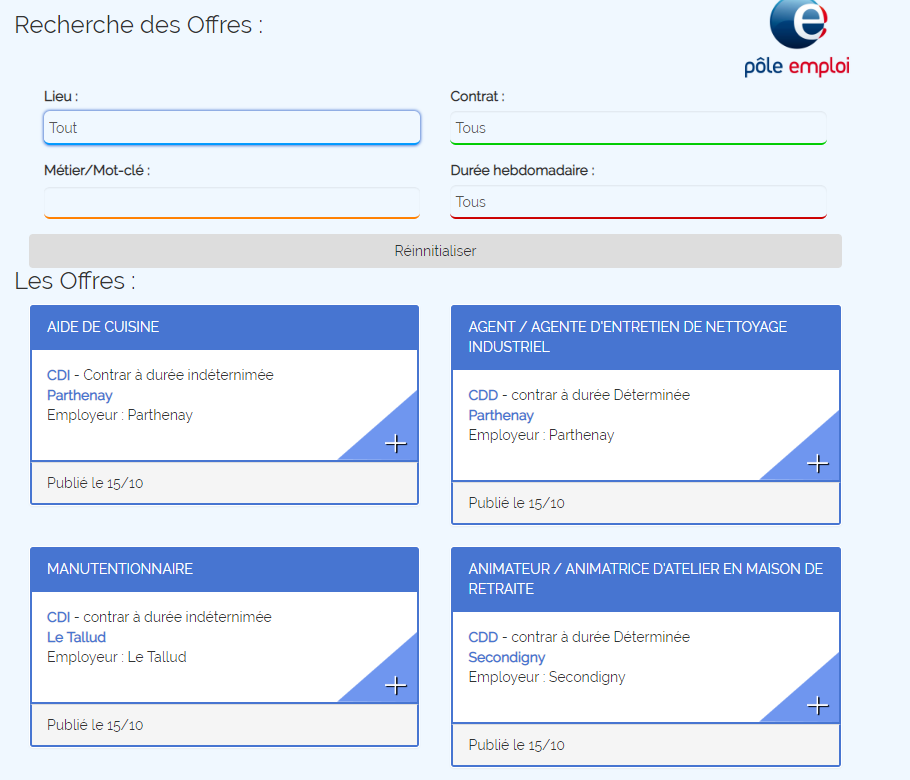 Recherche des Offres :
e
pôle emploi
Lieu :
Contrat :
Tout
Tous
Métier/Mot-clé :
Durée hebdomadaire :
Tous
Réinnitialiser
Les Offres :
AIDE DE CUISINE
CDI - Contrar à durée indéternimée
Parthenay
Employeur : Parthenay
Publié le 15/10
AGENT / AGENTE D'ENTRETIEN DE NETTOYAGE
INDUSTRIEL
CDD - contrar à durée Déterminée
Parthenay
Employeur : Parthenay
Publié le 15/10
MANUTENTIONNAIRE
CDI - contrar à durée indéternimée
Le Tallud
Employeur : Le Tallud
Publié le 15/10
ANIMATEUR / ANIMATRICE D'ATELIER EN MAISON DE
RETRAITE
CDD - contrar à durée Déterminée
Secondigny
Employeur : Secondigny
Publié le 15/10